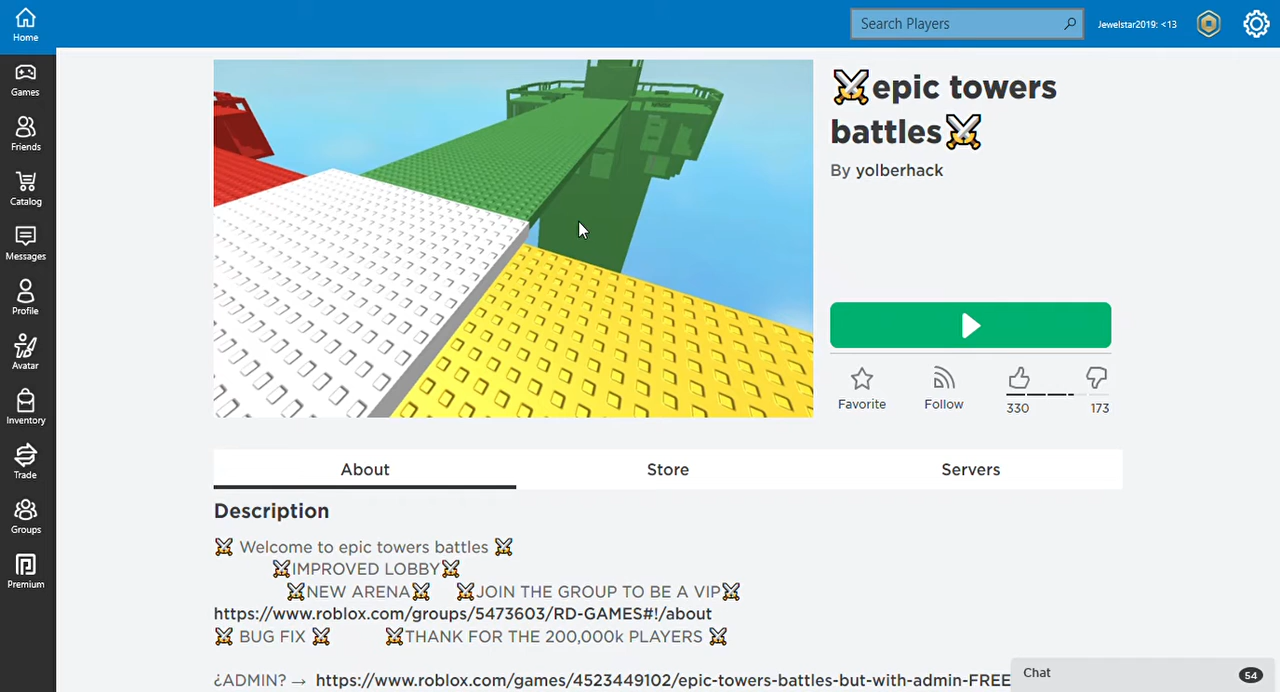 Home
Search Players
Jewelstar2019: <13
Games
Friends
Catalog
Messages
Profile
Avatar
Inventory
Trade
Groups
Premium
⚔️epic towers
battles⚔️
By yolberhack
Favorite
Follow
330
173
About
Store
Servers
Description
⚔️ Welcome to epic towers battles ⚔️
⚔️IMPROVED LOBBY⚔️
⚔️NEW ARENA⚔️ ⚔️JOIN THE GROUP TO BE A VIP⚔️
https://www.roblox.com/groups/5473603/RD-GAMES#!/about
⚔️ BUG FIX ⚔️ ⚔️THANK FOR THE 200,000k PLAYERS ⚔️
¿ADMIN? → https://www.roblox.com/games/4523449102/epic-towers-battles-but-with-admin-FREE
Chat
54